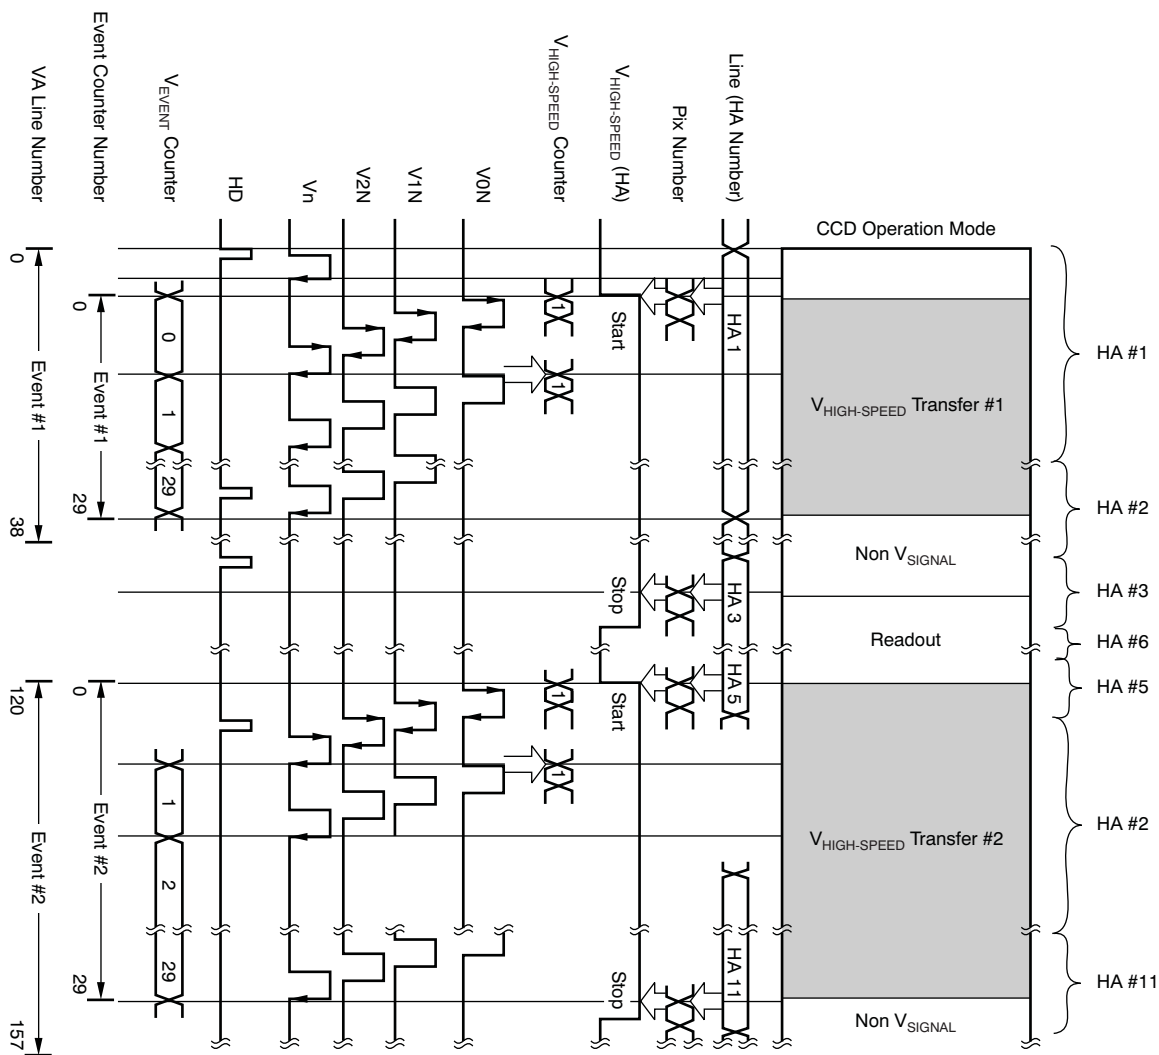 VA Line Number
Event Counter Number
V_EVENT Counter
HD
Vn
V2N
V1N
V0N
V_HIGH-SPEED Counter
V_HIGH-SPEED (HA)
Pix Number
Line (HA Number)
CCD Operation Mode
0
Event #1
38
120
Event #2
157
0
Event #1
29
0
Event #2
29
0
1
29
1
2
29
1
1
1
1
Start
Stop
Start
Stop
HA 1
HA 3
HA 5
HA 11
V_HIGH-SPEED Transfer #1
Non V_SIGNAL
Readout
V_HIGH-SPEED Transfer #2
Non V_SIGNAL
HA #1
HA #2
HA #3
HA #6
HA #5
HA #2
HA #11